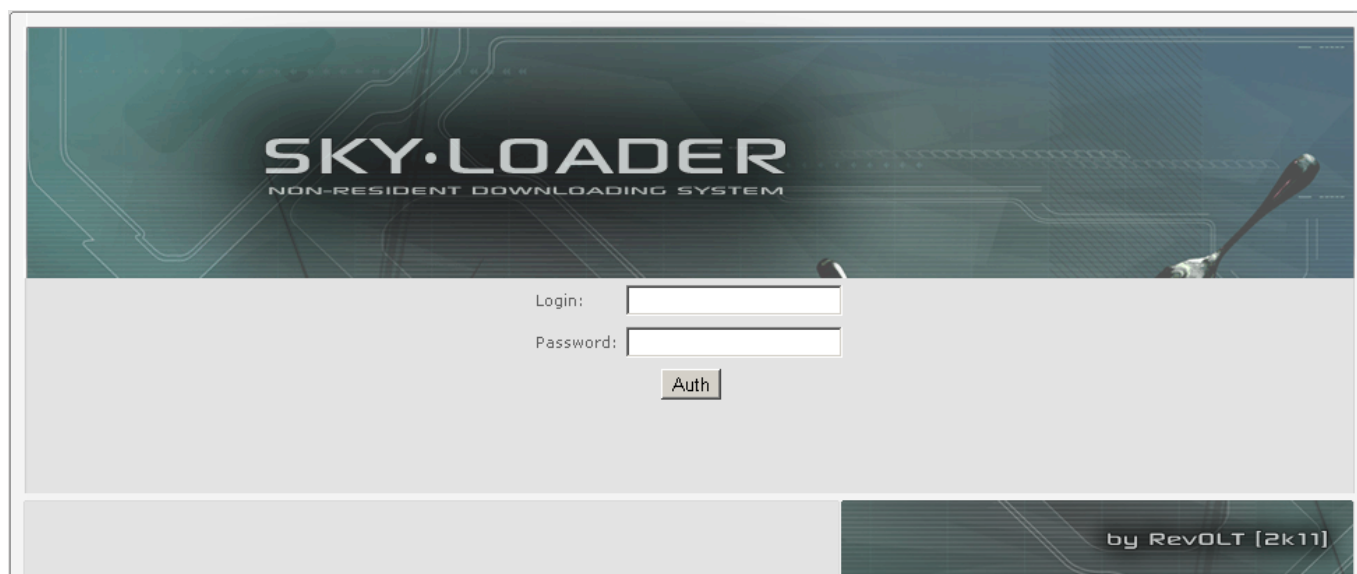 SKY·LOADER
NON-RESIDENT DOWNLOADING SYSTEM
Login:
Password:
Auth
by RevOLT [2k11]